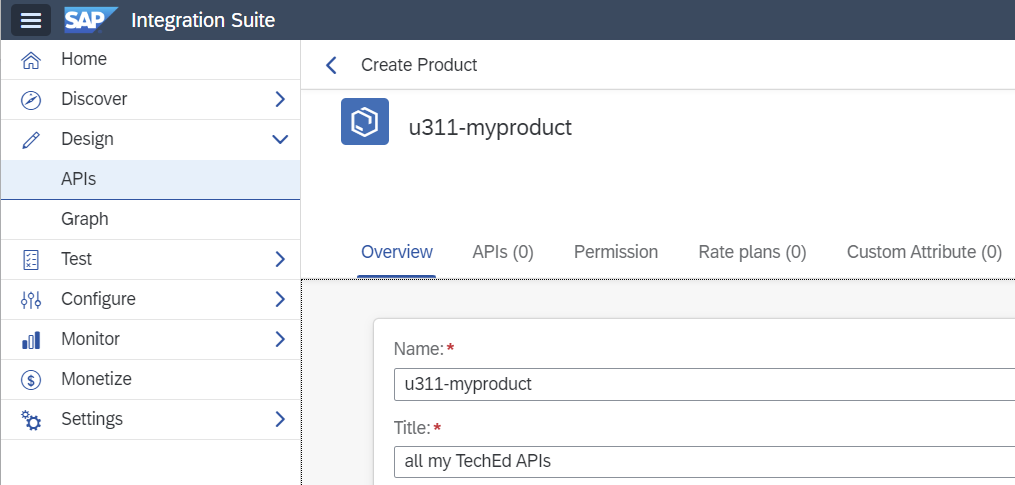 SAP Integration Suite
Home
Discover
Design
APIs
Graph
Test
Configure
Monitor
Monetize
Settings
Create Product
u311-myproduct
Overview APIs (0) Permission Rate plans (0) Custom Attribute (0)
Name:*
u311-myproduct
Title:*
all my TechEd APIs